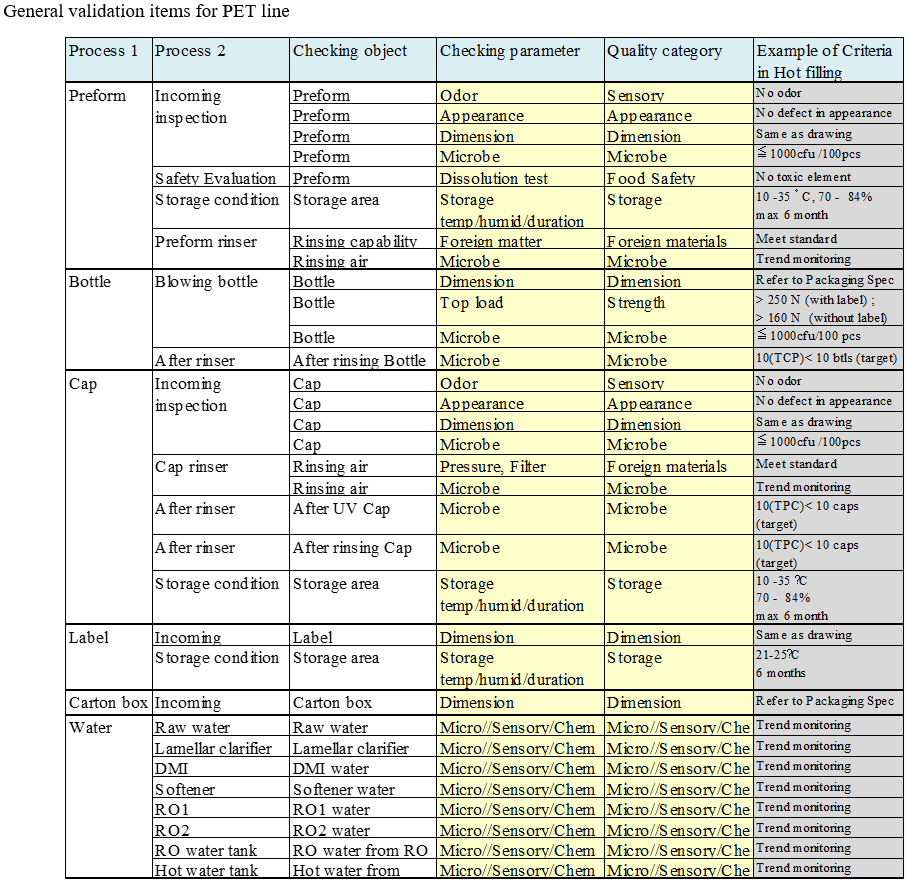 General validation items for PET line
Process 1 Process 2 Checking object Checking parameter Quality category Example of Criteria
in Hot filling
Preform Incoming Preform Odor Sensory No odor
inspection Preform Appearance Appearance No defect in appearance
Preform Dimension Dimension Same as drawing
Preform Microbe Microbe ≦ 1000cfu /100pcs
Safety Evaluation Preform Dissolution test Food Safety No toxic element
Storage condition Storage area Storage Storage 10 -35 ﾟC, 70 - 84%
temp/humid/duration max 6 month
Preform rinser Rinsing capability Foreign matter Foreign materials Meet standard
Rinsing air Microbe Microbe Trend monitoring
Bottle Blowing bottle Bottle Dimension Dimension Refer to Packaging Spec
Bottle Top load Strength > 250 N (with label) ;
> 160 N (without label)
Bottle Microbe Microbe ≦ 1000cfu/100 pcs
After rinser After rinsing Bottle Microbe Microbe 10(TCP)< 10 btls (target)
Cap Incoming Cap Odor Sensory No odor
inspection Cap Appearance Appearance No defect in appearance
Cap Dimension Dimension Same as drawing
Cap Microbe Microbe ≦ 1000cfu /100pcs
Cap rinser Rinsing air Pressure, Filter Foreign materials Meet standard
Rinsing air Microbe Microbe Trend monitoring
After rinser After UV Cap Microbe Microbe 10(TPC)< 10 caps
(target)
After rinser After rinsing Cap Microbe Microbe 10(TPC)< 10 caps
(target)
Storage condition Storage area Storage Storage 10 -35 ?C
temp/humid/duration 70 - 84%
max 6 month
Label Incoming Label Dimension Dimension Same as drawing
Storage condition Storage area Storage Storage 21-25?C
temp/humid/duration 6 months
Carton box Incoming Carton box Dimension Dimension Refer to Packaging Spec
Water Raw water Raw water Micro//Sensory/Chem Micro//Sensory/Che Trend monitoring
Lamellar clarifier Lamellar clarifier Micro//Sensory/Chem Micro//Sensory/Che Trend monitoring
DMI DMI water Micro//Sensory/Chem Micro//Sensory/Che Trend monitoring
Softener Softener water Micro//Sensory/Chem Micro//Sensory/Che Trend monitoring
RO1 RO1 water Micro//Sensory/Chem Micro//Sensory/Che Trend monitoring
RO2 RO2 water Micro//Sensory/Chem Micro//Sensory/Che Trend monitoring
RO water tank RO water from RO Micro//Sensory/Chem Micro//Sensory/Che Trend monitoring
Hot water tank Hot water from Micro//Sensory/Chem Micro//Sensory/Che Trend monitoring